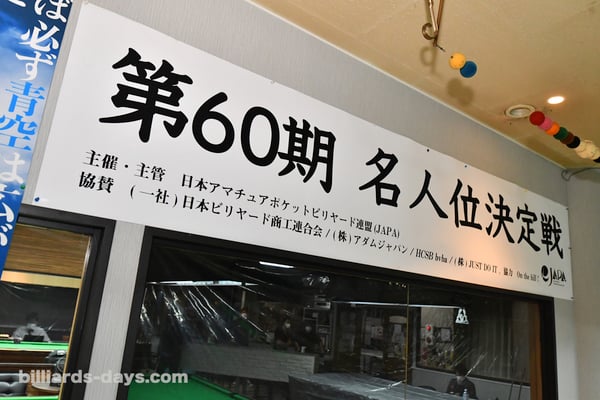 ば必ず青空は広が
第60期 名人位決定戦
主催・主管 日本アマチュアポケットビリヤード連盟(JAPA)
協賛 (一社)日本ビリヤード商工連合会/(株)アダムジャパン/HCSB bvba/(株)JUST DO IT. 協力 On the hill!
JAPA
billiards-days.com